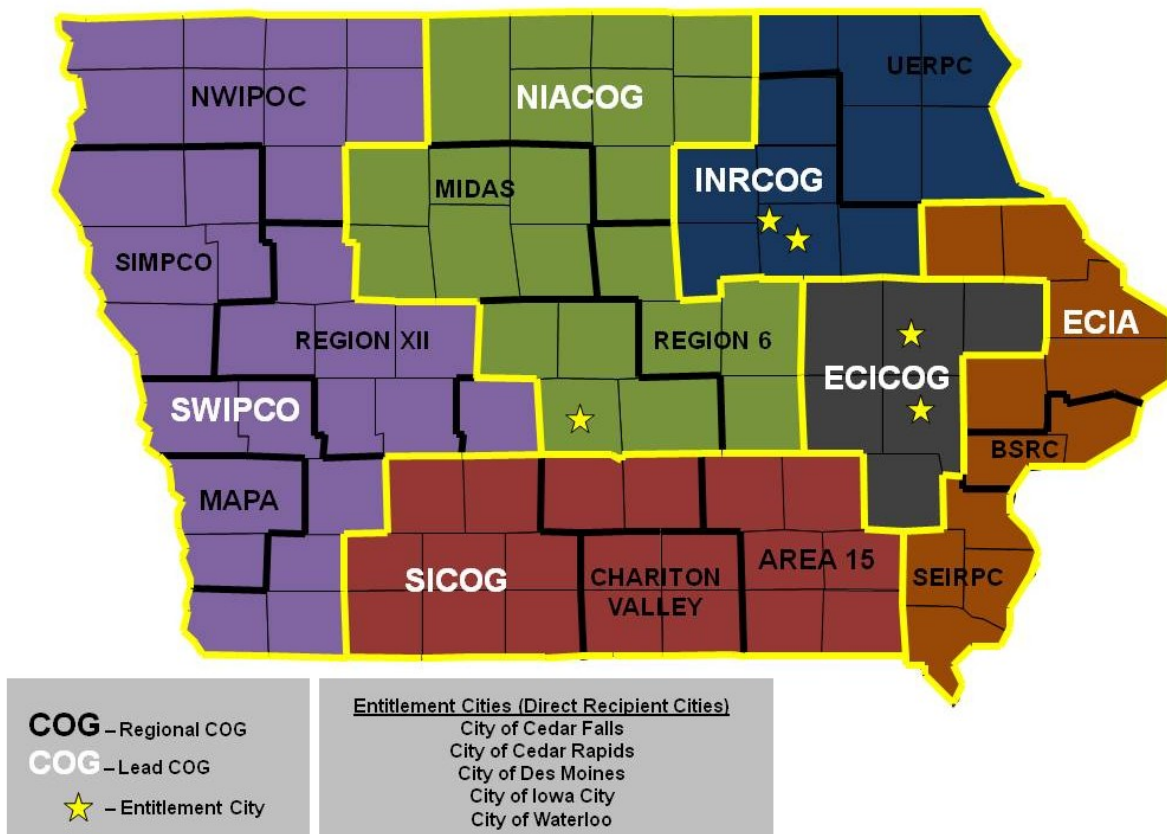 UERPC
NWIPOC
NIACOG
INRCOG
MIDAS
SIMPCO
ECIA
REGION XII
REGION 6
ECICOG
SWIPCO
BSRC
MAPA
AREA 15
SICOG
CHARITON
VALLEY
SEIRPC
COG – Regional COG
COG – Lead COG
– Entitlement City
Entitlement Cities (Direct Recipient Cities)
City of Cedar Falls
City of Cedar Rapids
City of Des Moines
City of Iowa City
City of Waterloo